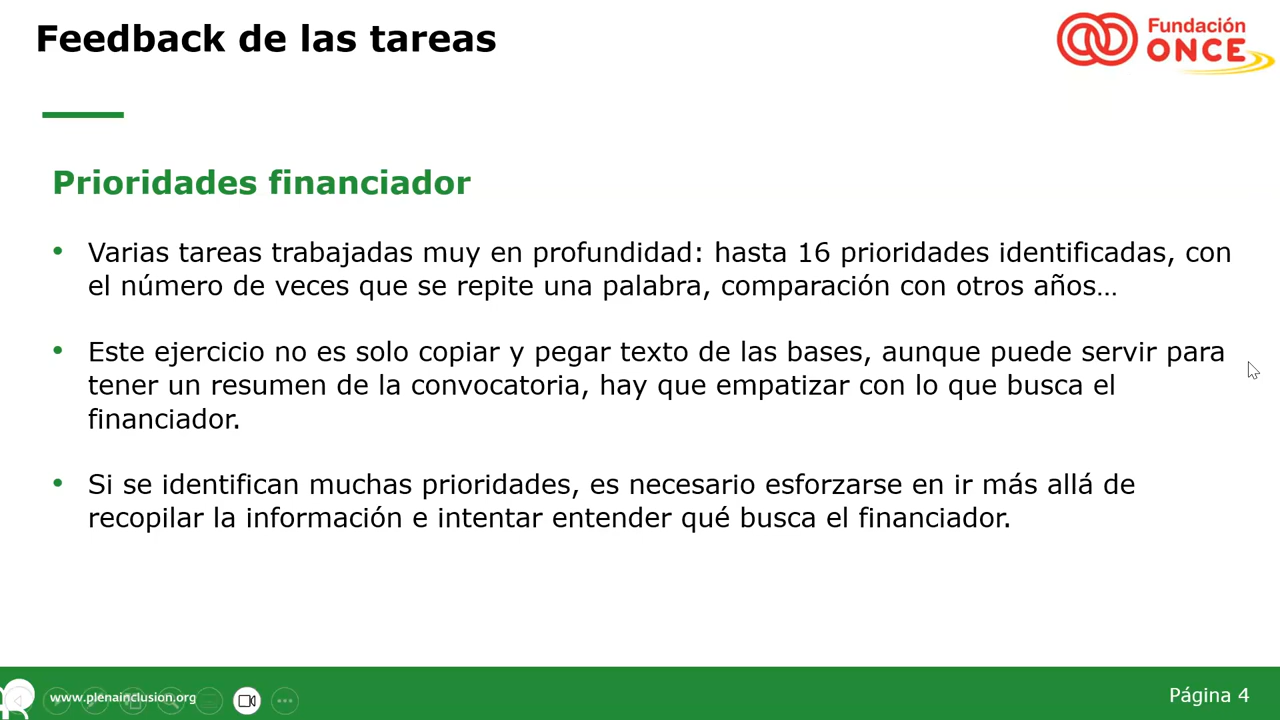 Feedback de las tareas
Fundación
ONCE
Prioridades financiador
• Varias tareas trabajadas muy en profundidad: hasta 16 prioridades identificadas, con
el número de veces que se repite una palabra, comparación con otros años…
• Este ejercicio no es solo copiar y pegar texto de las bases, aunque puede servir para
tener un resumen de la convocatoria, hay que empatizar con lo que busca el
financiador.
• Si se identifican muchas prioridades, es necesario esforzarse en ir más allá de
recopilar la información e intentar entender qué busca el financiador.
www.plenainclusion.org
Página 4